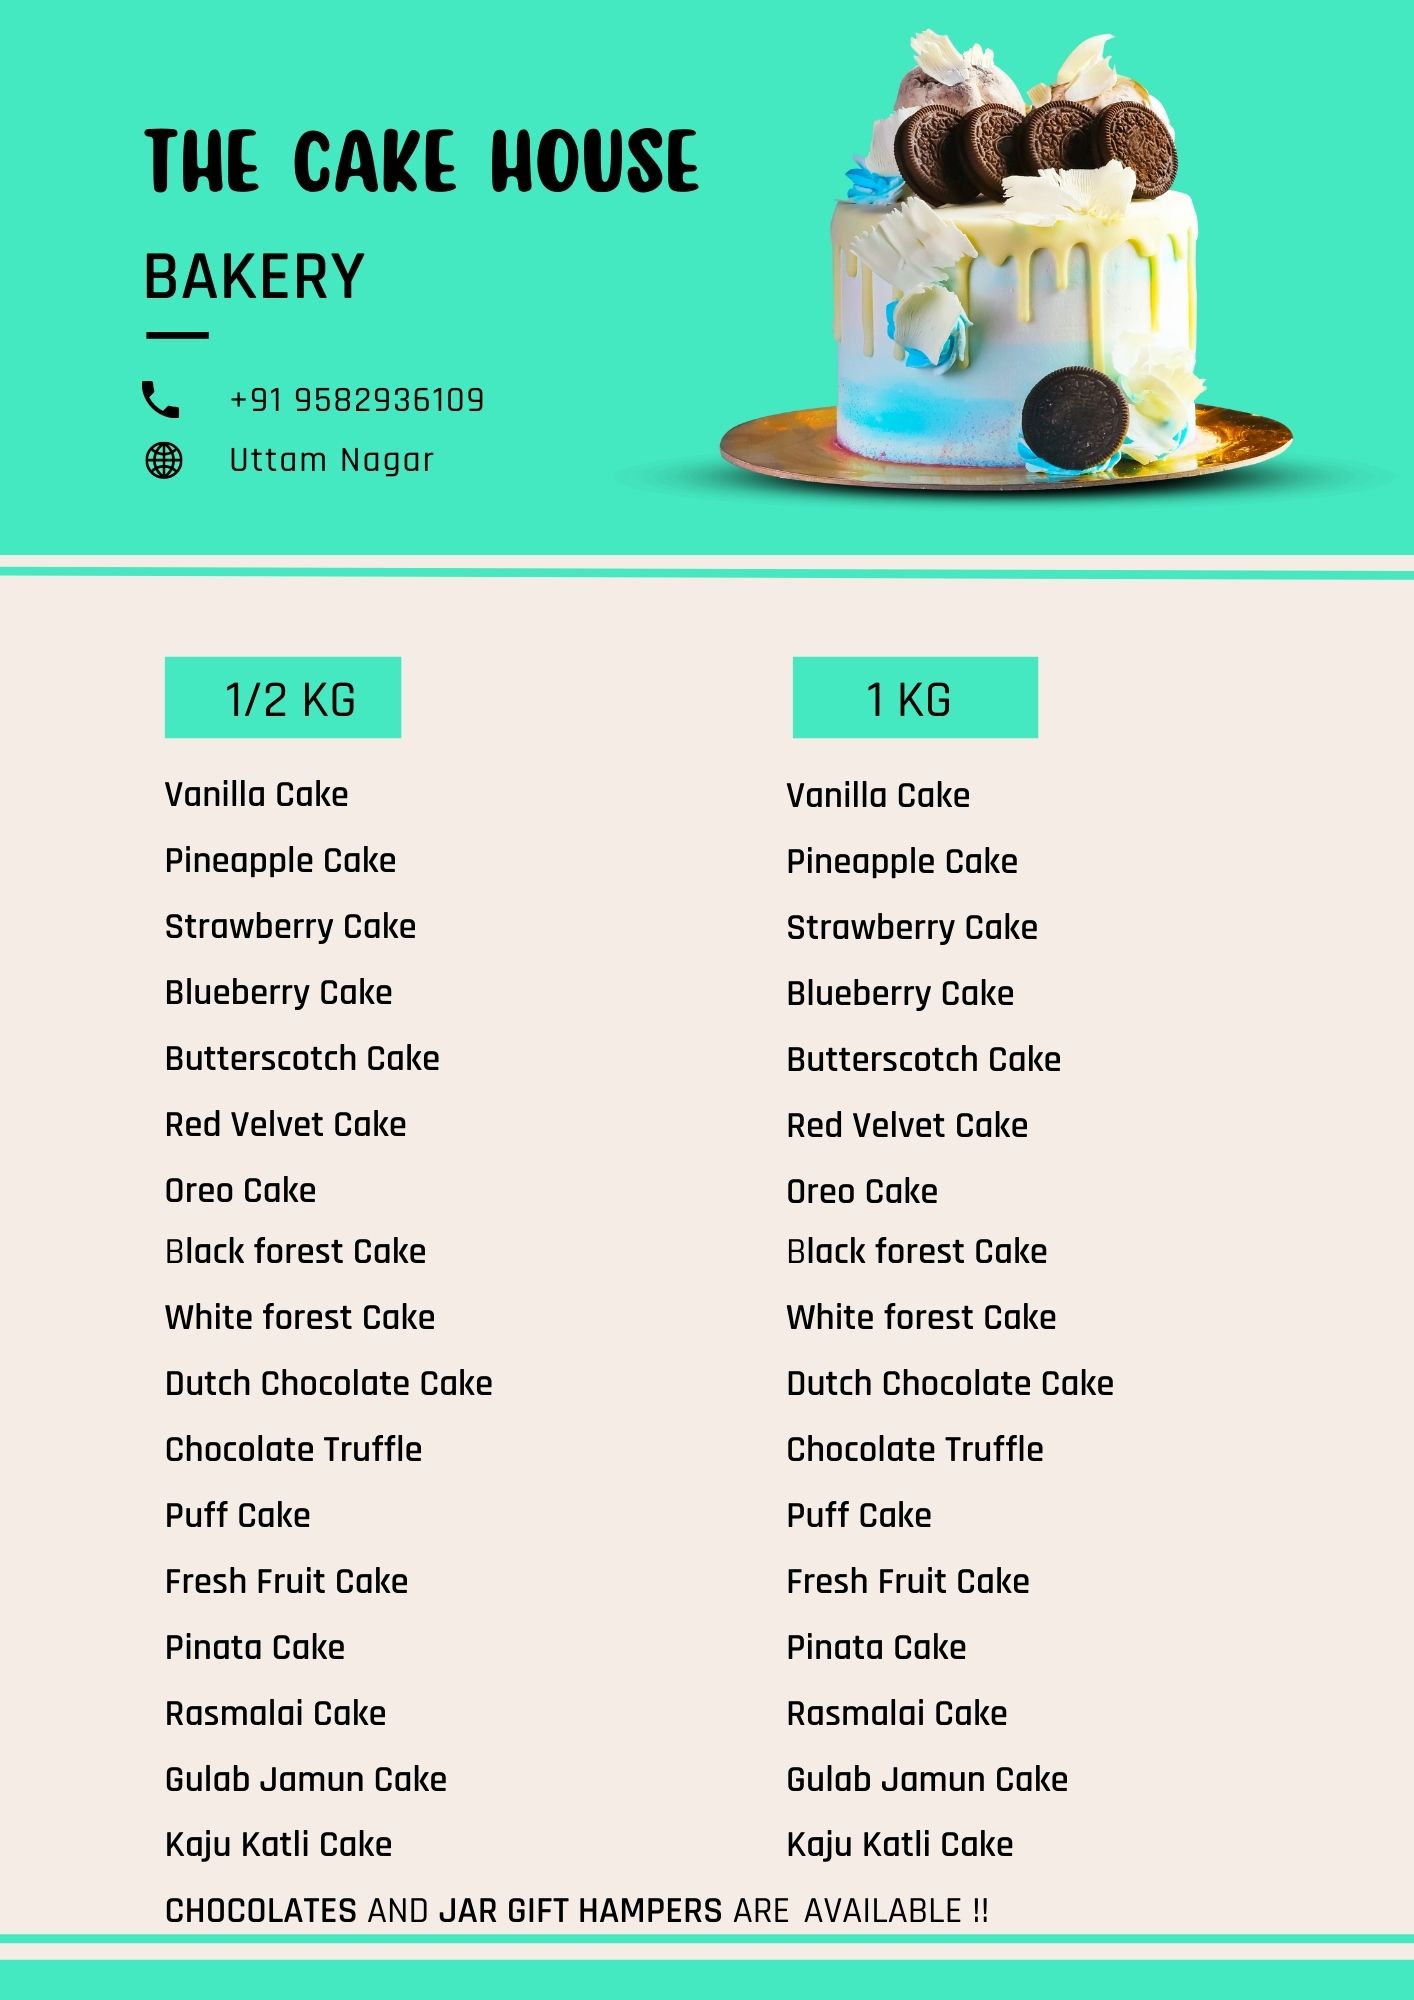 THE CAKE HOUSE
BAKERY
+91 9582936109
Uttam Nagar
1/2 KG
Vanilla Cake
Pineapple Cake
Strawberry Cake
Blueberry Cake
Butterscotch Cake
Red Velvet Cake
Oreo Cake
Black forest Cake
White forest Cake
Dutch Chocolate Cake
Chocolate Truffle
Puff Cake
Fresh Fruit Cake
Pinata Cake
Rasmalai Cake
Gulab Jamun Cake
Kaju Katli Cake
1 KG
Vanilla Cake
Pineapple Cake
Strawberry Cake
Blueberry Cake
Butterscotch Cake
Red Velvet Cake
Oreo Cake
Black forest Cake
White forest Cake
Dutch Chocolate Cake
Chocolate Truffle
Puff Cake
Fresh Fruit Cake
Pinata Cake
Rasmalai Cake
Gulab Jamun Cake
Kaju Katli Cake
CHOCOLATES AND JAR GIFT HAMPERS ARE AVAILABLE !!